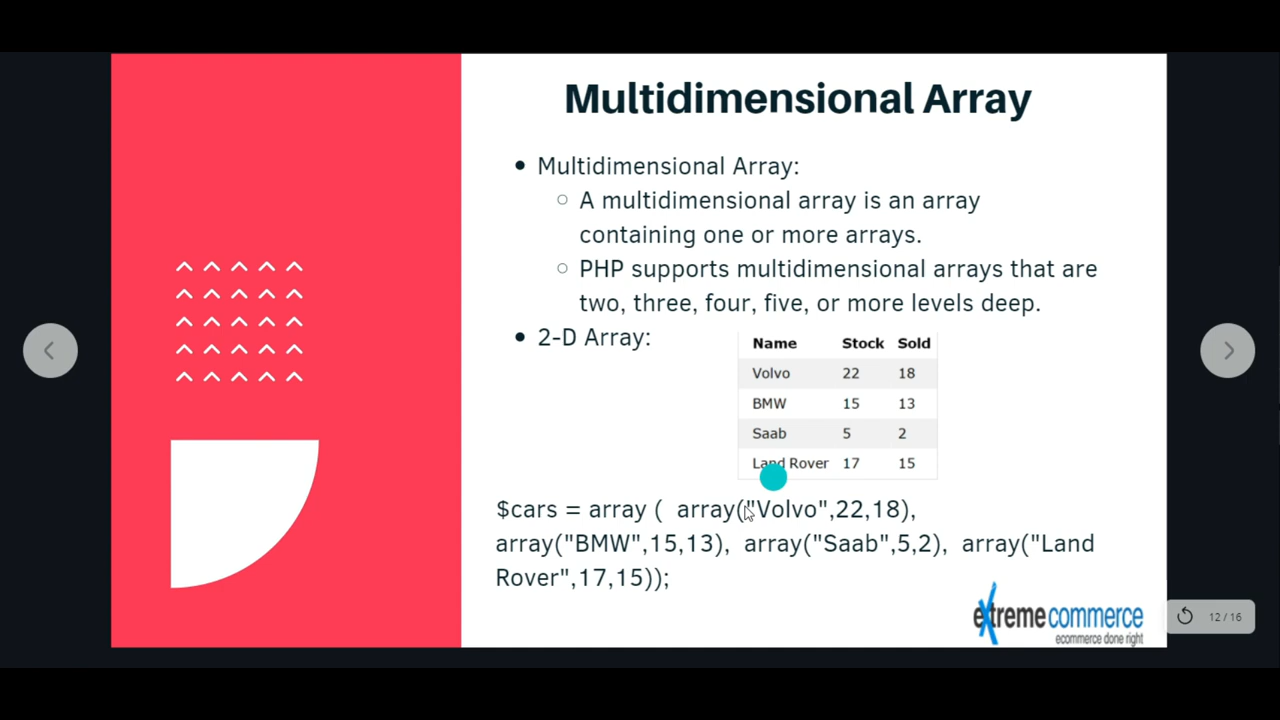 Multidimensional Array
Multidimensional Array:
A multidimensional array is an array
containing one or more arrays.
PHP supports multidimensional arrays that are
two, three, four, five, or more levels deep.
2-D Array:
Name Stock Sold
Volvo 22 18
BMW 15 13
Saab 5 2
Land Rover 17 15
$cars = array ( array("Volvo",22,18),
array("BMW",15,13), array("Saab",5,2), array("Land
Rover",17,15));
extreme commerce
ecommerce done right
12 / 16